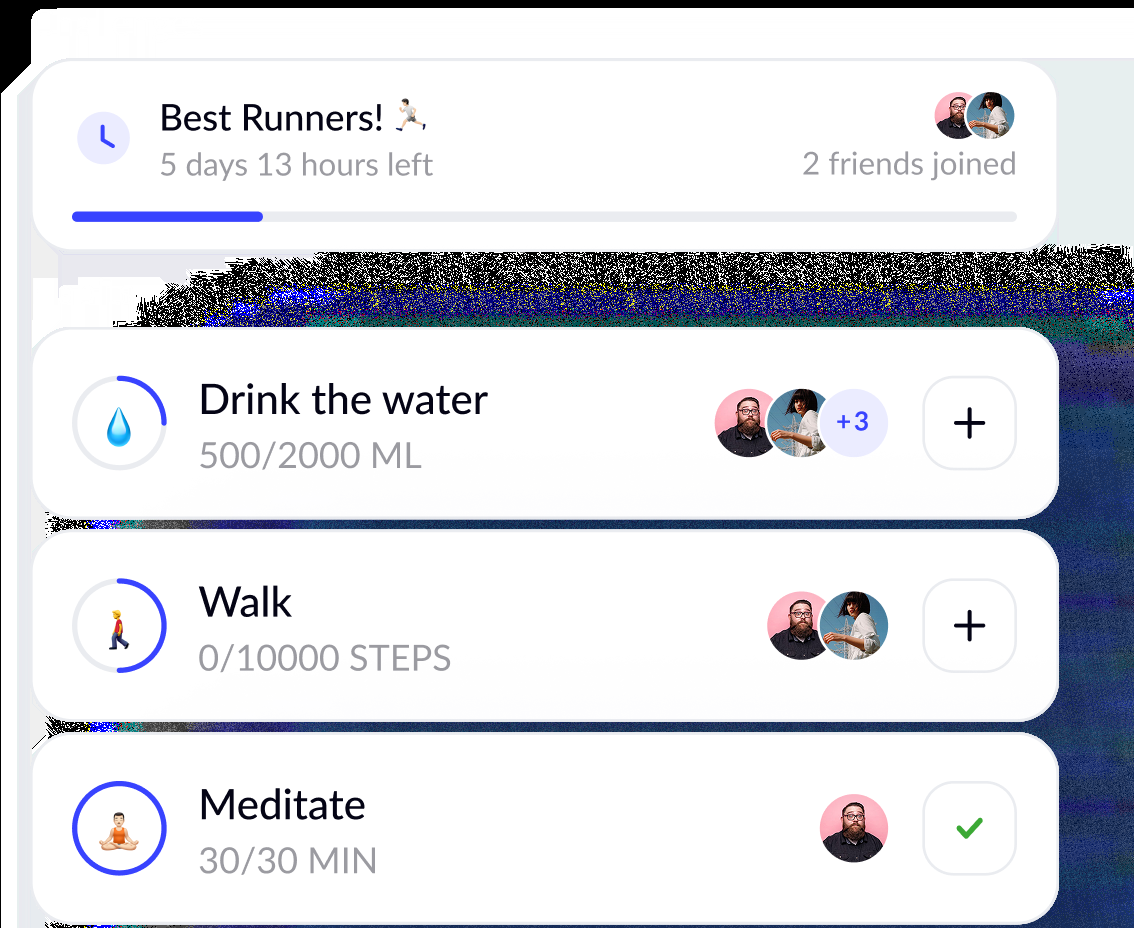 Best Runners! 🏃🏻
5 days 13 hours left
2 friends joined
Drink the water
500/2000 ML
+3
Walk
0/10000 STEPS
Meditate
30/30 MIN